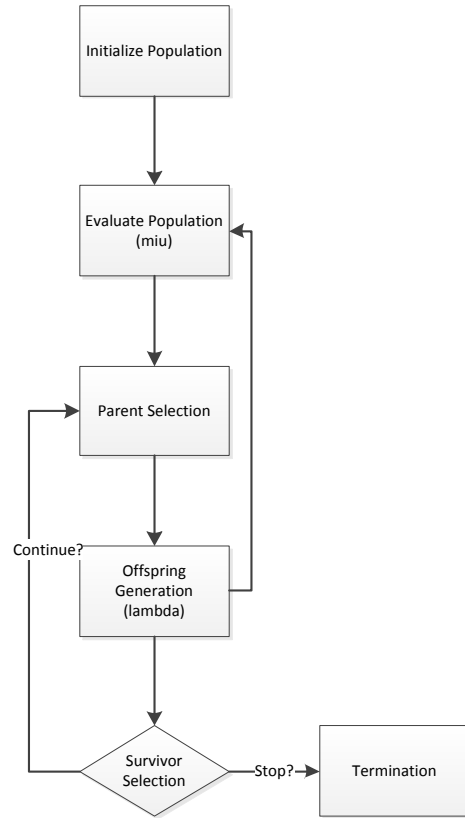 Initialize Population
Evaluate Population
(miu)
Parent Selection
Continue?
Offspring
Generation
(lambda)
Survivor
Selection
Stop?
Termination